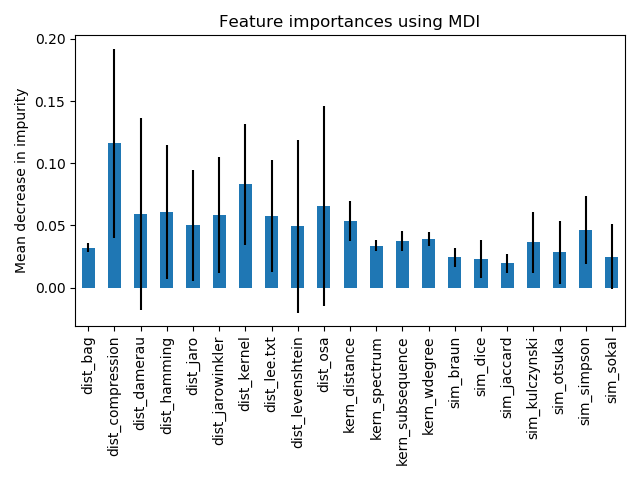 Feature importances using MDI
Mean decrease in impurity
0.20
0.15
0.10
0.05
0.00
dist_bag
dist_compression
dist_damerau
dist_hamming
dist_jaro
dist_jarowinkler
dist_kernel
dist_lee.txt
dist_levenshtein
dist_osa
kern_distance
kern_spectrum
kern_subsequence
kern_wdegree
sim_braun
sim_dice
sim_jaccard
sim_kulczynski
sim_otsuka
sim_simpson
sim_sokal